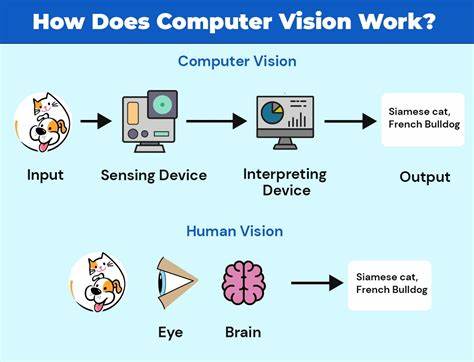 How Does Computer Vision Work?
Computer Vision
Siamese cat,
French Bulldog
Input
Sensing Device
Interpreting
Device
Output
Human Vision
Siamese cat,
French Bulldog
Eye
Brain